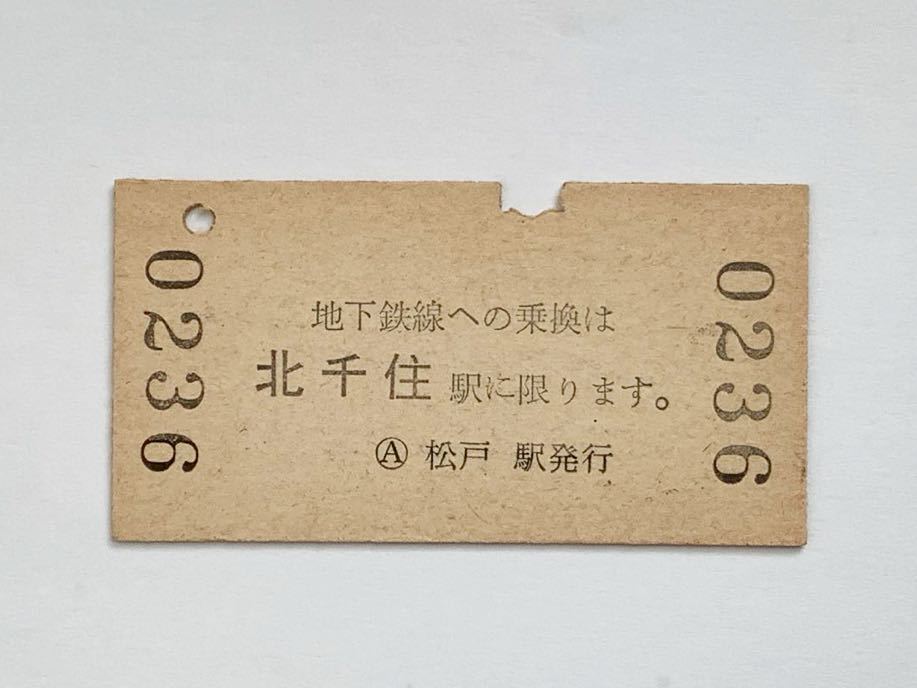 0236
地下鉄線への乗換は
北千住駅に限ります。
Ⓐ 松戸 駅発行
0236